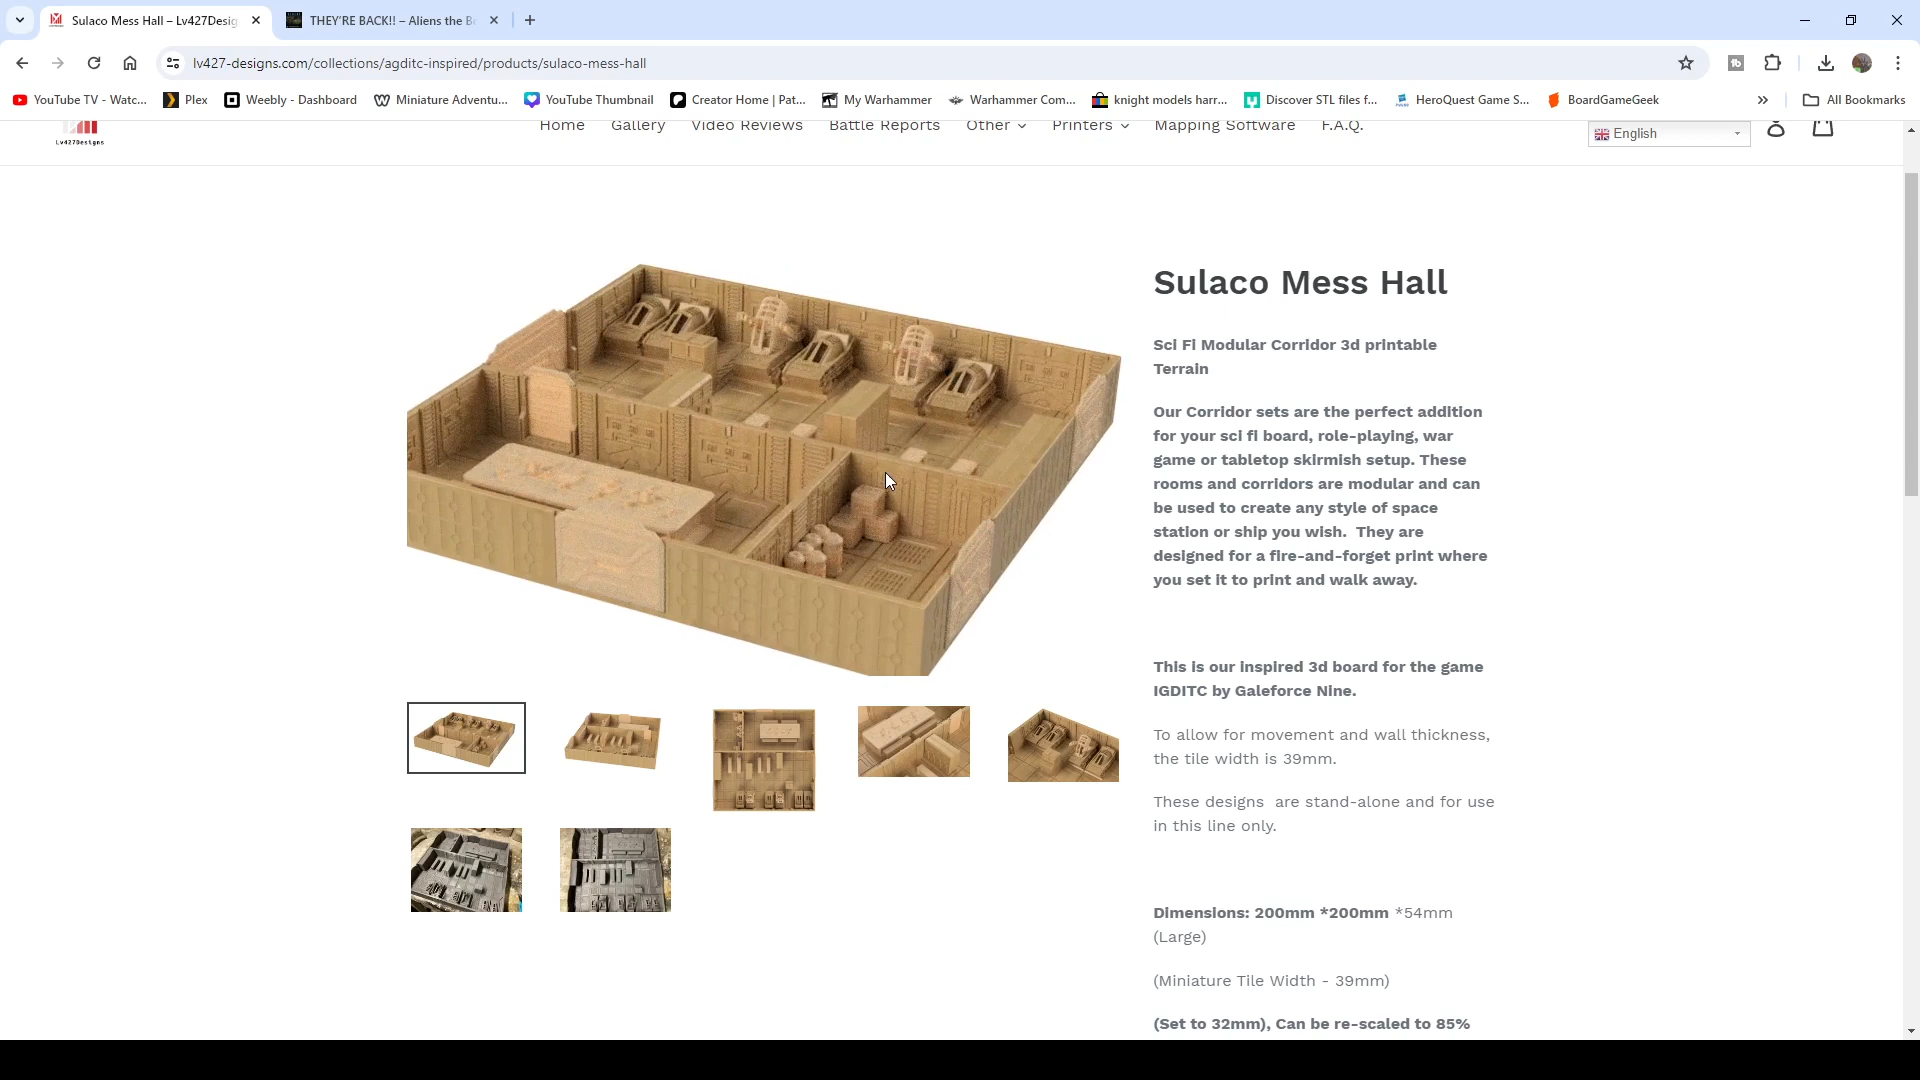 Sulaco Mess Hall – Lv427Desig
THEY'RE BACK!! – Aliens the B
lv427-designs.com/collections/agditc-inspired/products/sulaco-mess-hall
YouTube TV - Watc...
Plex
Weebly - Dashboard
Miniature Adventu...
YouTube Thumbnail
Creator Home | Pat...
My Warhammer
Warhammer Com...
knight models harr...
Discover STL files f...
HeroQuest Game S...
BoardGameGeek
All Bookmarks
Lv427Designs
Home
Gallery
Video Reviews
Battle Reports
Other
Printers
Mapping Software
F.A.Q.
English
Sulaco Mess Hall
Sci Fi Modular Corridor 3d printable
Terrain
Our Corridor sets are the perfect addition
for your sci fi board, role-playing, war
game or tabletop skirmish setup. These
rooms and corridors are modular and can
be used to create any style of space
station or ship you wish.  They are
designed for a fire-and-forget print where
you set it to print and walk away.
This is our inspired 3d board for the game
IGDITC by Galeforce Nine.
To allow for movement and wall thickness,
the tile width is 39mm.
These designs  are stand-alone and for use
in this line only.
Dimensions: 200mm *200mm *54mm
(Large)
(Miniature Tile Width - 39mm)
(Set to 32mm), Can be re-scaled to 85%